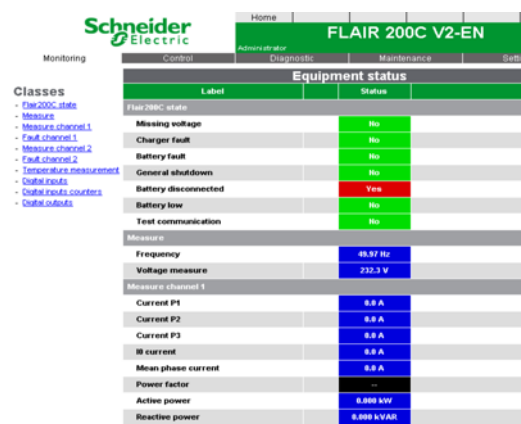 Schneider
Electric
Home
FLAIR 200C V2-EN
Administrator
Monitoring Control Diagnostic Maintenance Setti
Equipment status
Classes
- Flair200C state
- Measure
- Measure channel 1
- Fault channel 1
- Measure channel 2
- Fault channel 2
- Temperature measurement
- Digital inputs
- Digital inputs counters
- Digital outputs
Label Status
Flair200C state
Missing voltage No
Charger fault No
Battery fault No
General shutdown No
Battery disconnected Yes
Battery low No
Test communication No
Measure
Frequency 49.97 Hz
Voltage measure 232.3 V
Measure channel 1
Current P1 0.0 A
Current P2 0.0 A
Current P3 0.0 A
I0 current 0.0 A
Mean phase current 0.0 A
Power factor --
Active power 0.000 kW
Reactive power 0.000 kVAR